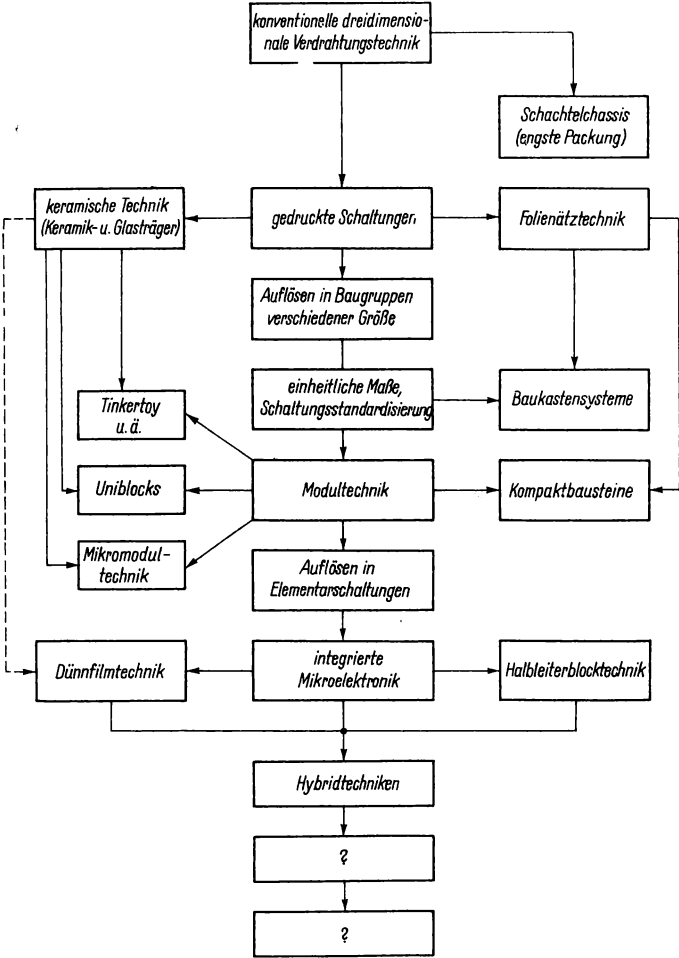 konventionelle dreidimensio-
nale Verdrahtungstechnik
Schachtelchassis
(engste Packung)
keramische Technik
(Keramik- u. Glasträger)
gedruckte Schaltungen
Folienätztechnik
Auflösen in Baugruppen
verschiedener Größe
einheitliche Maße,
Schaltungsstandardisierung
Baukastensysteme
Tinkertoy
u. ä.
Uniblocks
Modultechnik
Kompaktbausteine
Mikromodul-
technik
Auflösen in
Elementarschaltungen
Dünnfilmtechnik
integrierte
Mikroelektronik
Halbleiterblocktechnik
Hybridtechniken
?
?